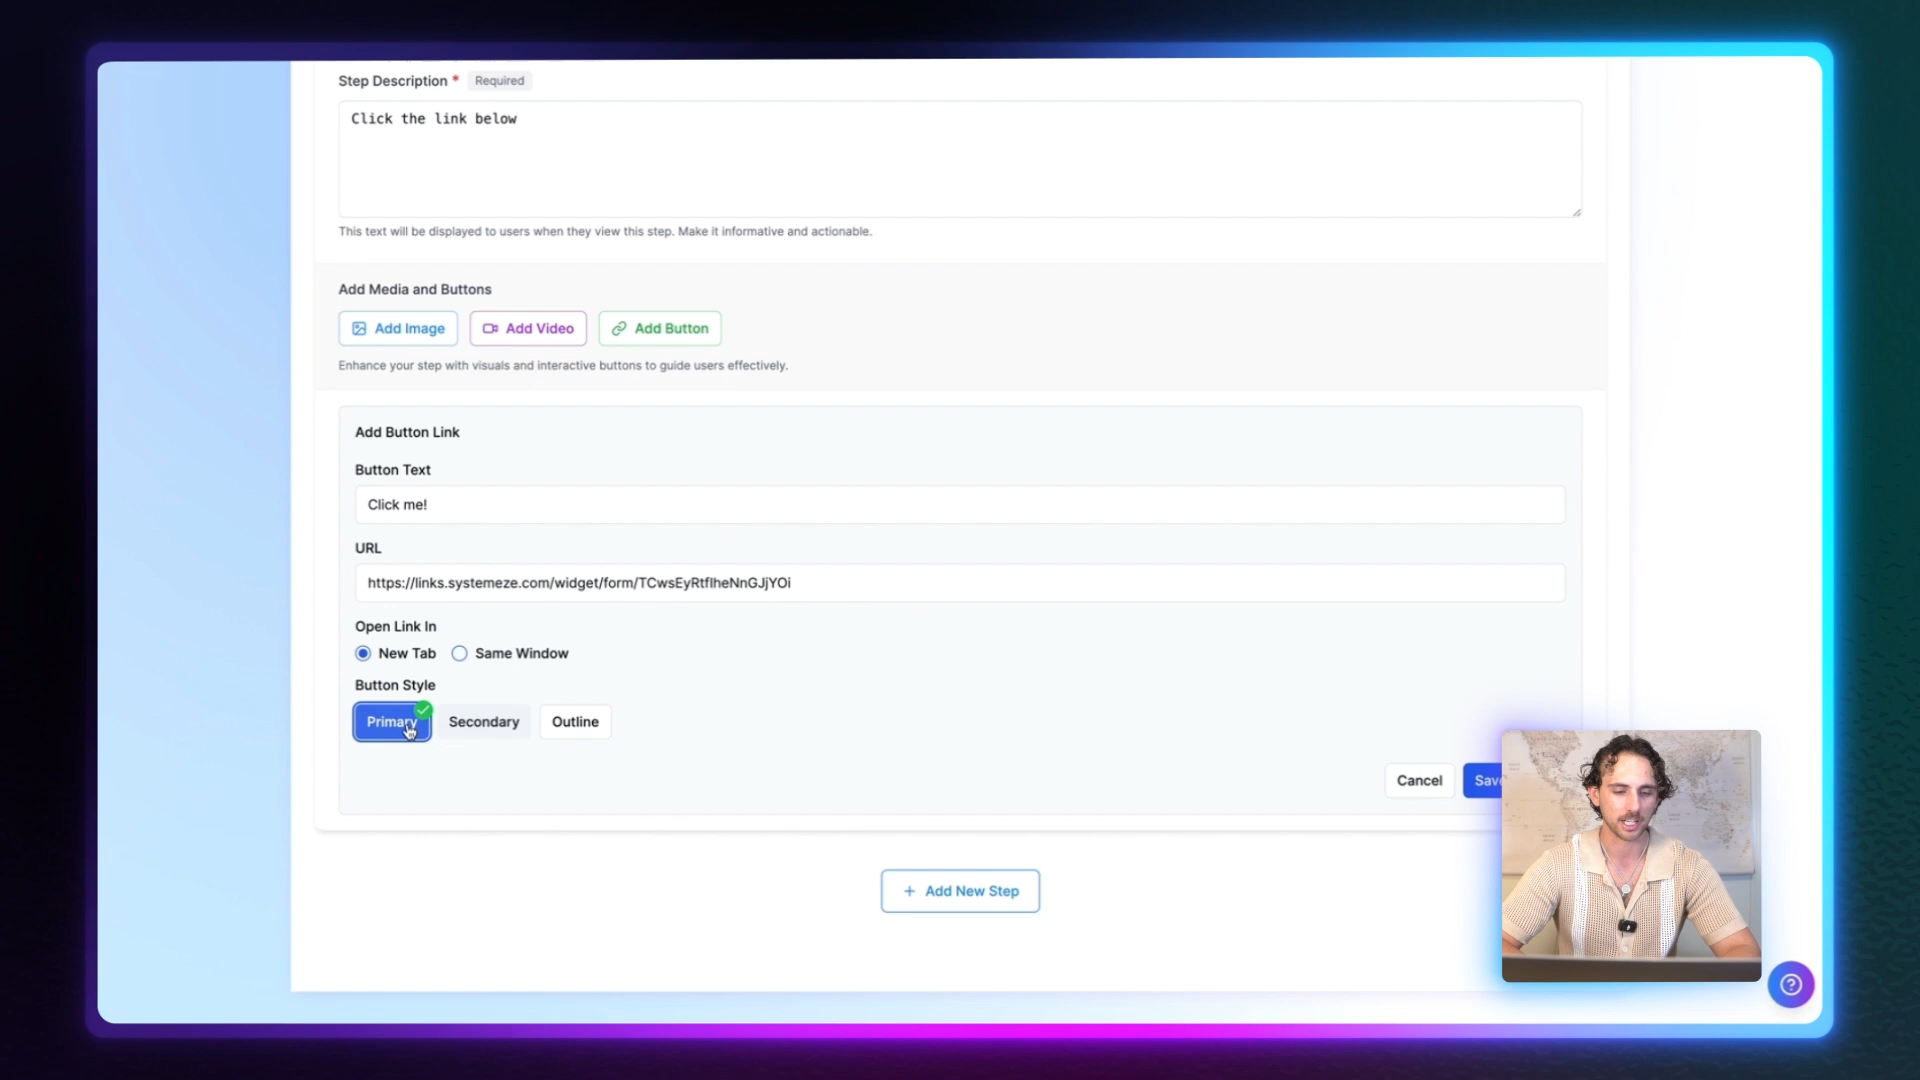 Step Description * Required
Click the link below
This text will be displayed to users when they view this step. Make it informative and actionable.
Add Media and Buttons
Add Image Add Video Add Button
Enhance your step with visuals and interactive buttons to guide users effectively.
Add Button Link
Button Text
Click me!
URL
https://links.systemeze.com/widget/form/TCwsEyRtflheNnGJjYOi
Open Link In
New Tab Same Window
Button Style
Primary Secondary Outline
Cancel Save
+ Add New Step